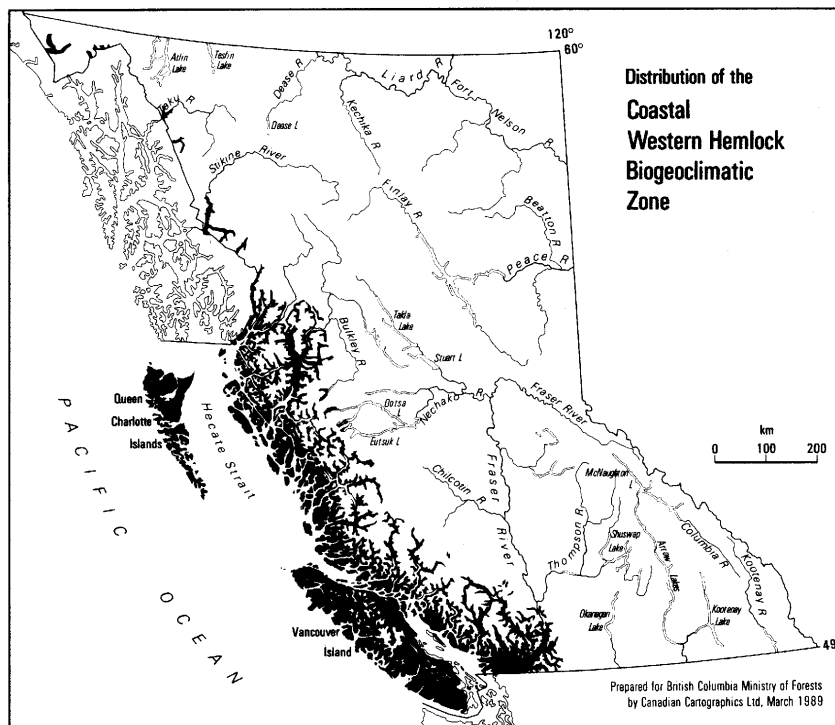 120°
60°
Distribution of the
Coastal
Western Hemlock
Biogeoclimatic
Zone
Atlin
Lake
Teslin
Lake
Taku R
Dease R
Dease L
Liard R
Fort
Nelson R
Kechika R
Stikine River
Finlay R
Beatton R
Peace R
Takla
Lake
Stuart L
Bulkley R
Queen
Charlotte
Islands
Hecate Strait
PACIFIC
OCEAN
Ootsa
L
Eutsuk L
Nechako R
Fraser River
Fraser
River
Chilcotin R
McNaughton
L
km
0 100 200
Thompson R
Shuswap
Lake
Arrow
Lakes
Columbia R
Kootenay R
Okanagan
Lake
Kootenay
Lake
Vancouver
Island
49
Prepared for British Columbia Ministry of Forests
by Canadian Cartographics Ltd, March 1989